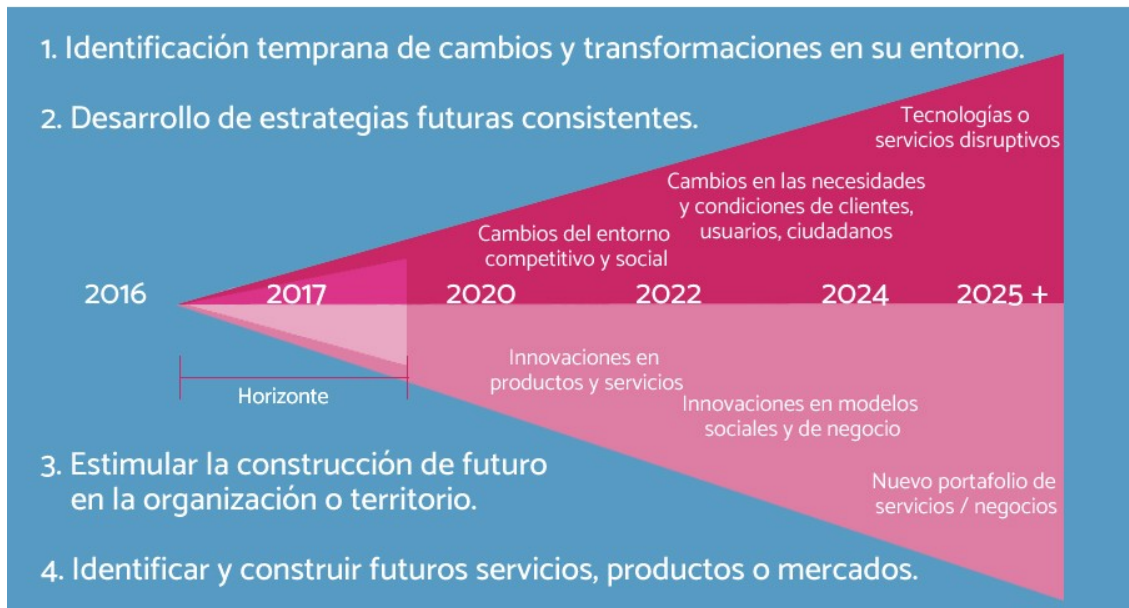 1. Identificación temprana de cambios y transformaciones en su entorno.
2. Desarrollo de estrategias futuras consistentes.
Tecnologías o
servicios disruptivos
Cambios en las necesidades
y condiciones de clientes,
usuarios, ciudadanos
Cambios del entorno
competitivo y social
2016 2017 2020 2022 2024 2025 +
Innovaciones en
productos y servicios
Horizonte
Innovaciones en modelos
sociales y de negocio
3. Estimular la construcción de futuro
en la organización o territorio.
Nuevo portafolio de
servicios / negocios
4. Identificar y construir futuros servicios, productos o mercados.